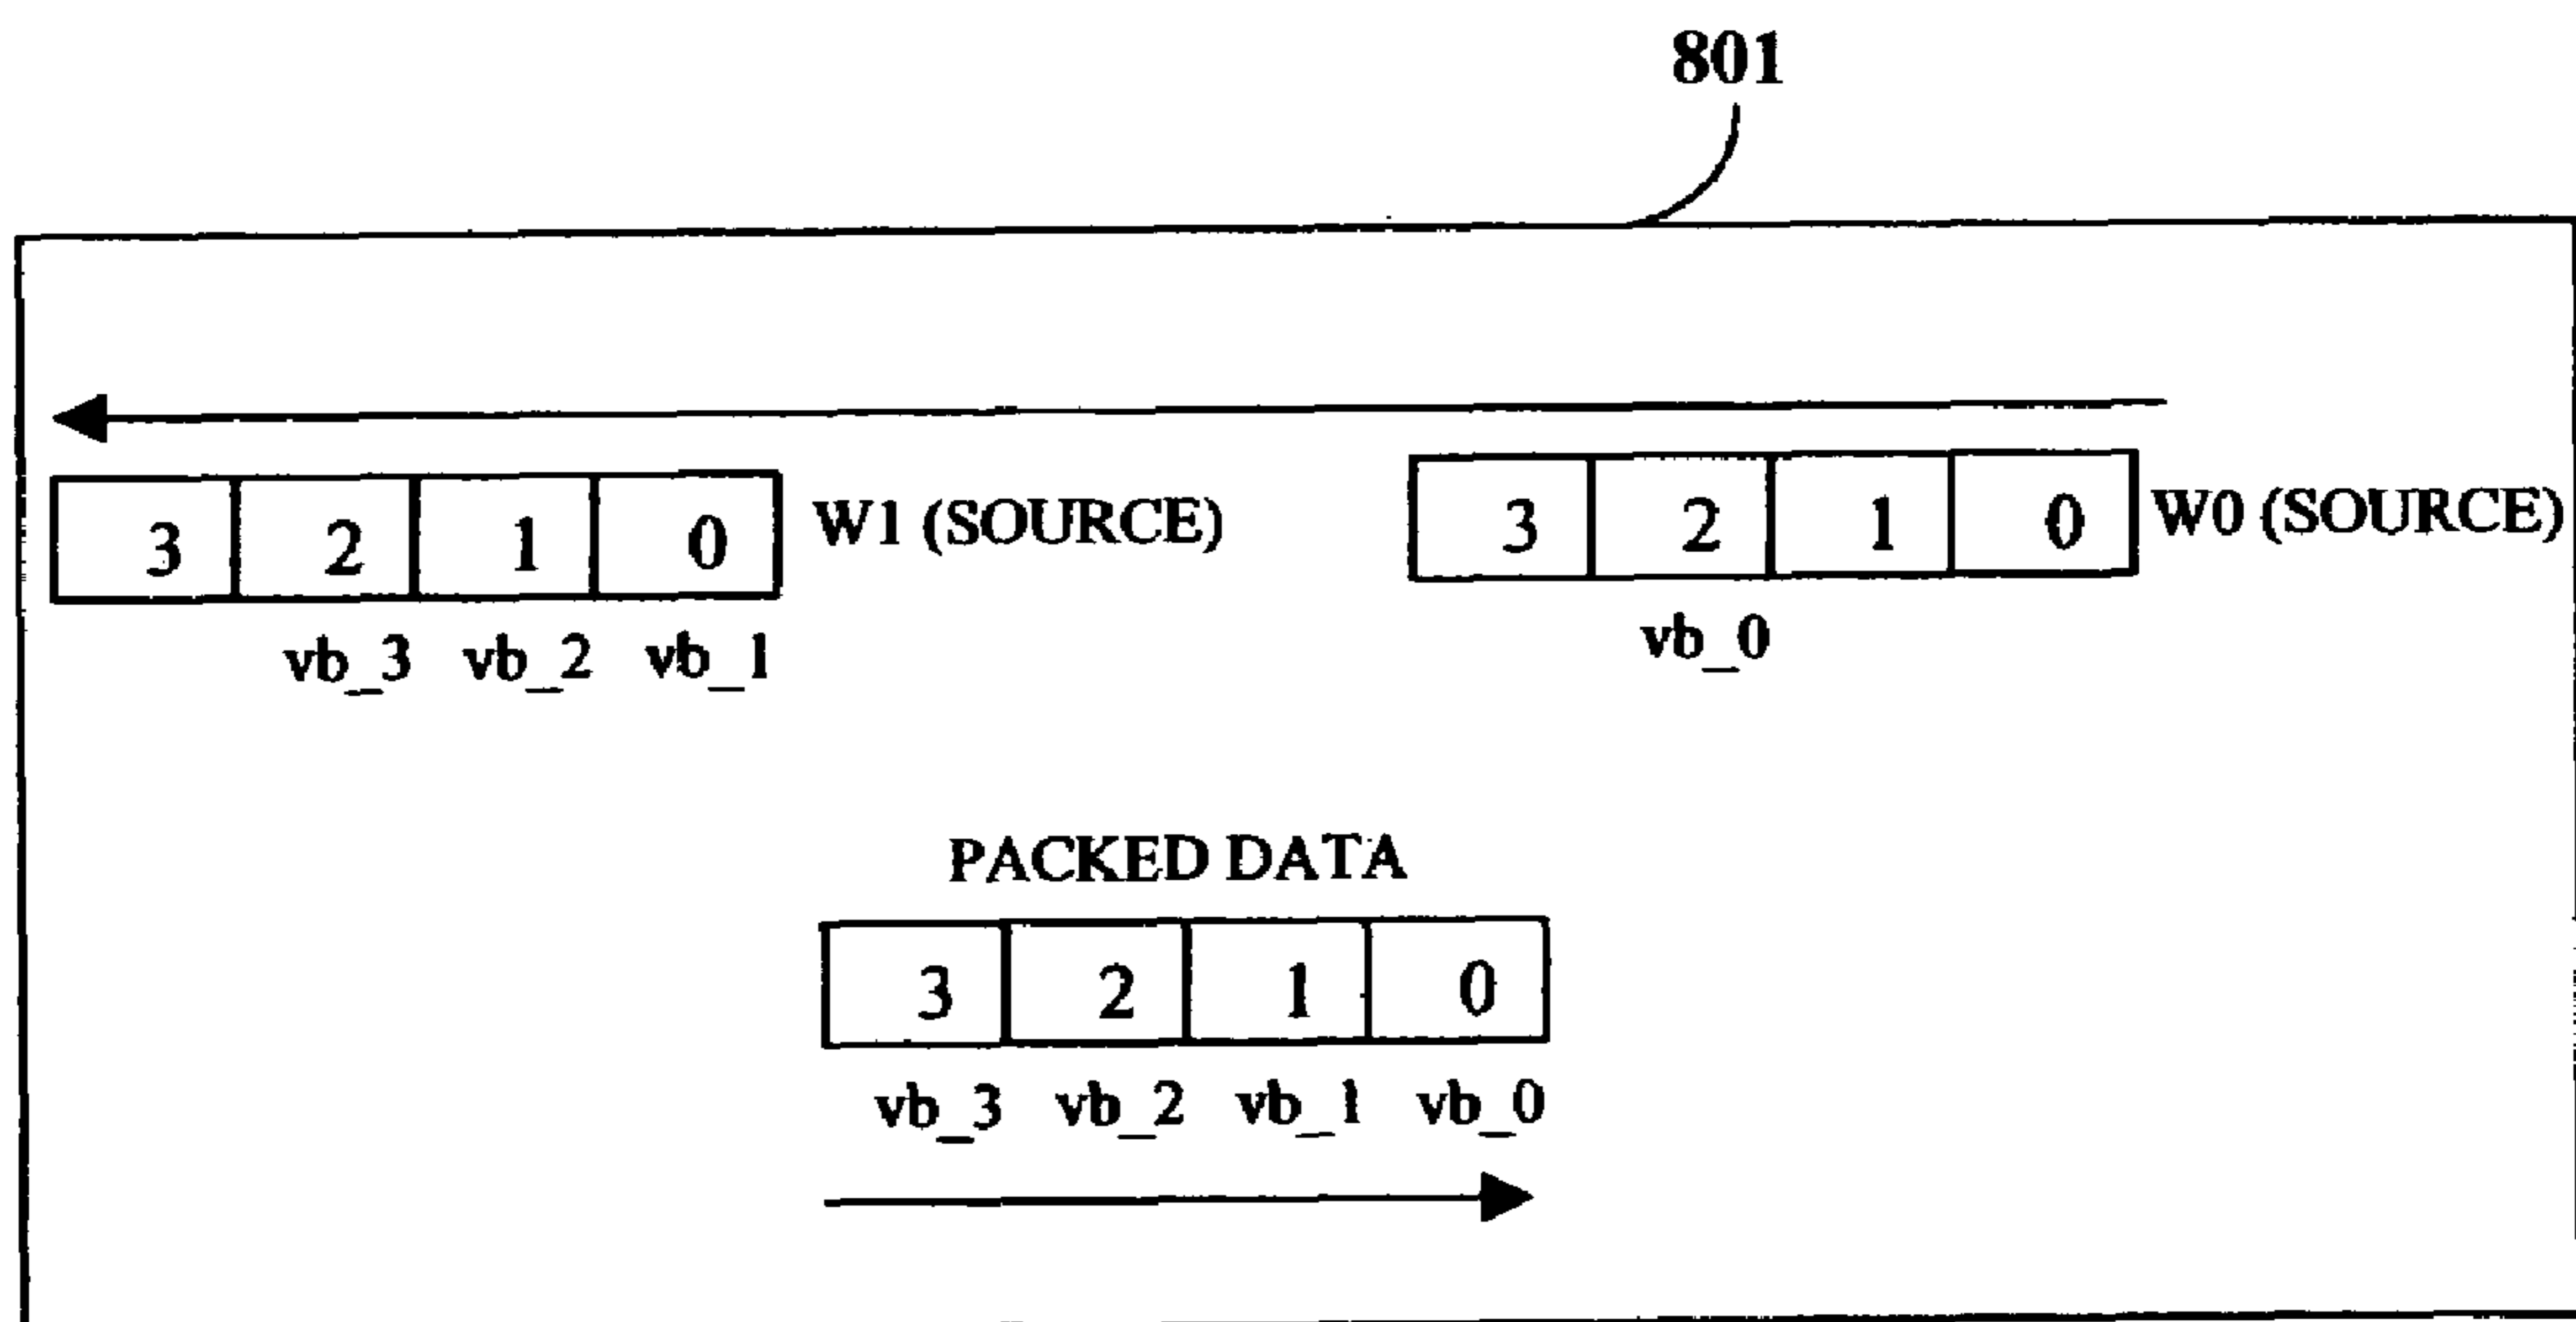 801
3 2 1 0 W1 (SOURCE) 3 2 1 0 W0 (SOURCE)
vb_3 vb_2 vb_1 vb_0
PACKED DATA
3 2 1 0
vb_3 vb_2 vb_1 vb_0